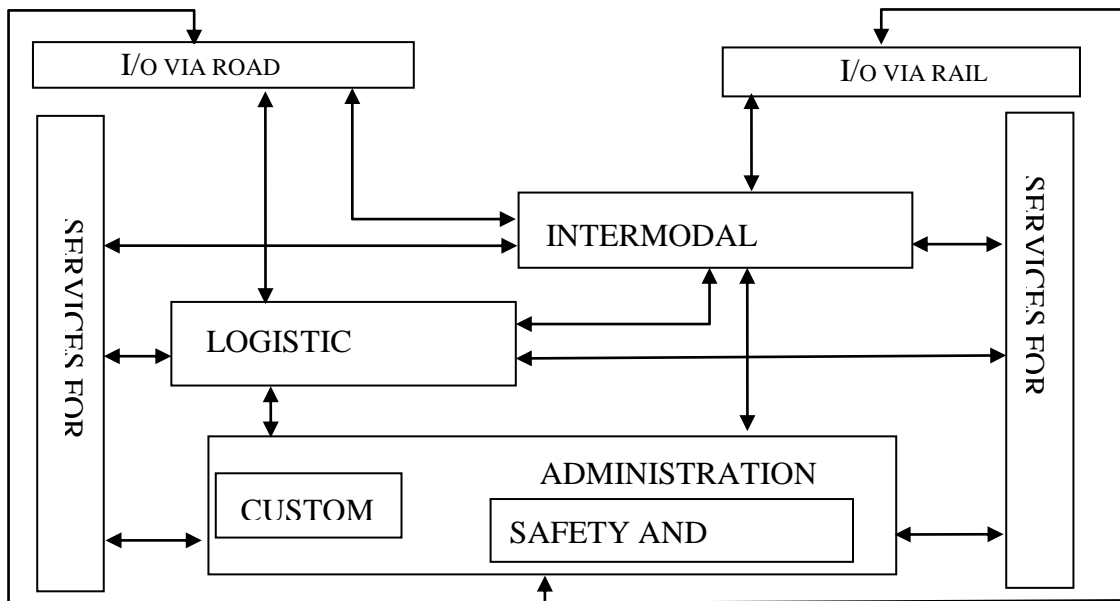 I/O VIA ROAD
I/O VIA RAIL
SERVICES FOR
SERVICES FOR
INTERMODAL
LOGISTIC
ADMINISTRATION
CUSTOM
SAFETY AND